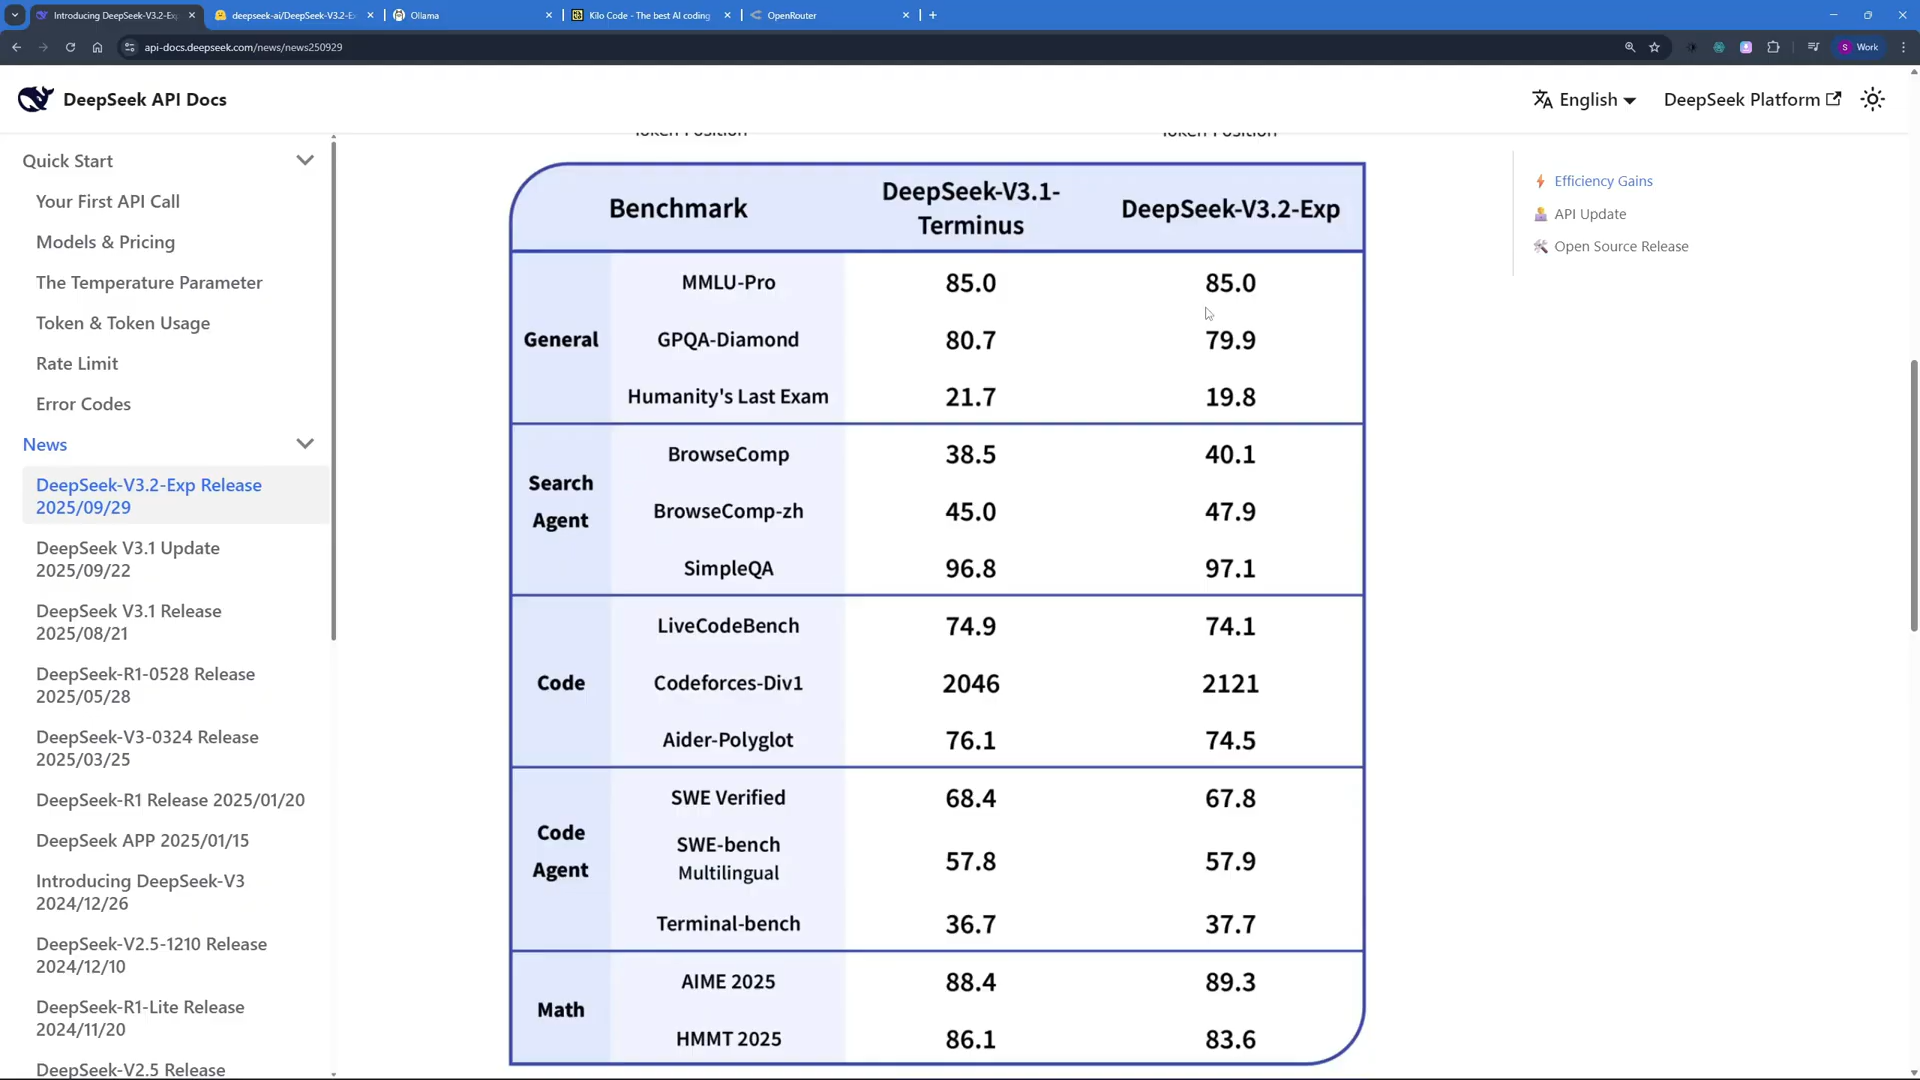 Introducing DeepSeek-V3.2-Exp
deepseek-ai/DeepSeek-V3.2-E
Ollama
Kilo Code - The best AI coding
OpenRouter
api-docs.deepseek.com/news/news250929
S Work
DeepSeek API Docs
English
DeepSeek Platform
Quick Start
Your First API Call
Models & Pricing
The Temperature Parameter
Token & Token Usage
Rate Limit
Error Codes
News
DeepSeek-V3.2-Exp Release
2025/09/29
DeepSeek V3.1 Update
2025/09/22
DeepSeek V3.1 Release
2025/08/21
DeepSeek-R1-0528 Release
2025/05/28
DeepSeek-V3-0324 Release
2025/03/25
DeepSeek-R1 Release 2025/01/20
DeepSeek APP 2025/01/15
Introducing DeepSeek-V3
2024/12/26
DeepSeek-V2.5-1210 Release
2024/12/10
DeepSeek-R1-Lite Release
2024/11/20
DeepSeek-V2.5 Release
Token Position Token Position
Benchmark DeepSeek-V3.1-Terminus DeepSeek-V3.2-Exp
General
MMLU-Pro 85.0 85.0
GPQA-Diamond 80.7 79.9
Humanity's Last Exam 21.7 19.8
Search Agent
BrowseComp 38.5 40.1
BrowseComp-zh 45.0 47.9
SimpleQA 96.8 97.1
Code
LiveCodeBench 74.9 74.1
Codeforces-Div1 2046 2121
Aider-Polyglot 76.1 74.5
Code Agent
SWE Verified 68.4 67.8
SWE-bench Multilingual 57.8 57.9
Terminal-bench 36.7 37.7
Math
AIME 2025 88.4 89.3
HMMT 2025 86.1 83.6
Efficiency Gains
API Update
Open Source Release